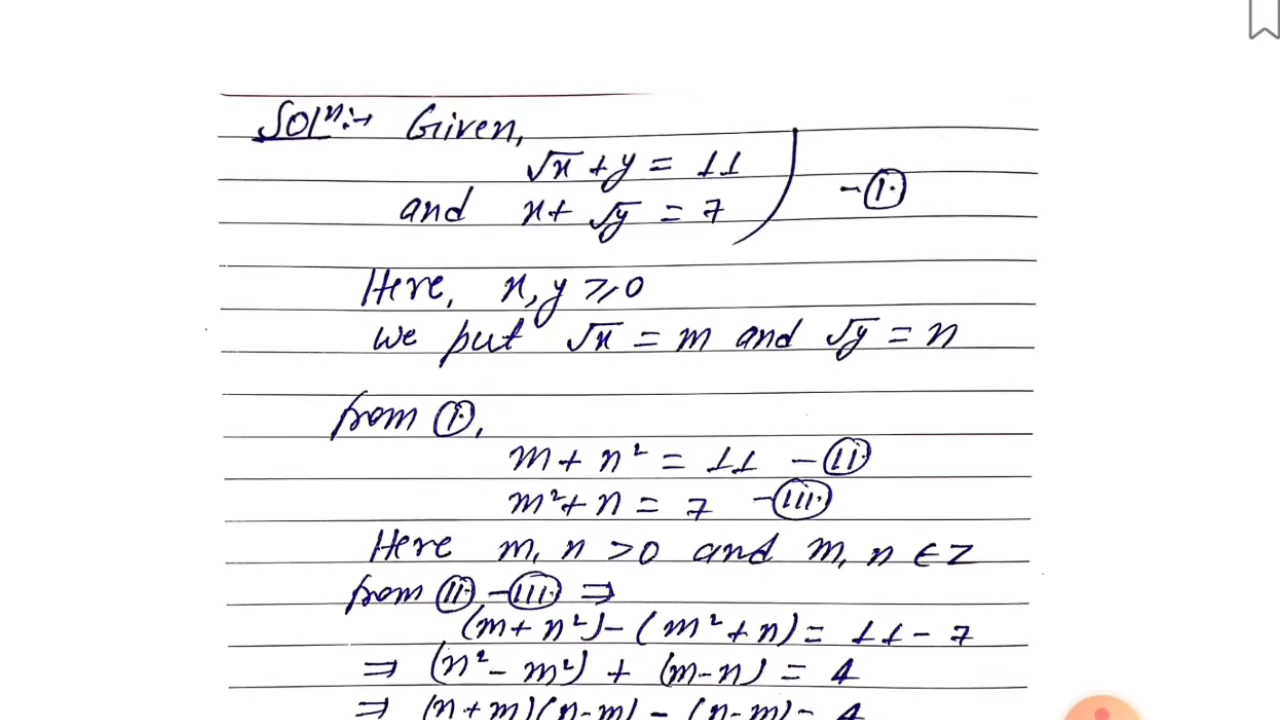 Solⁿ:→ Given,
√x + y = 11
and x + √y = 7 -(i.)
Here, x, y ⩾ 0
we put √x = m and √y = n
from (i.),
m + n² = 11 -(ii.)
m² + n = 7 -(iii.)
Here m, n > 0 and m, n ∈ Z
from (ii.) - (iii.) ⇒
(m + n²) - (m² + n) = 11 - 7
⇒ (n² - m²) + (m - n) = 4
⇒ (n + m)(n - m) - (n - m) = 4